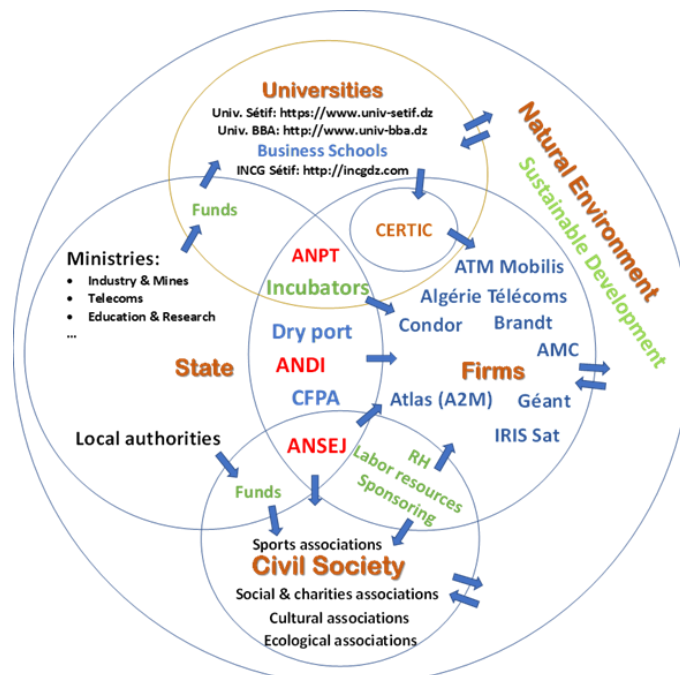 Universities
Univ. Sétif: https://www.univ-setif.dz
Univ. BBA: http://www.univ-bba.dz
Business Schools
INCG Sétif: http://incgdz.com
Natural Environment
Sustainable Development
Funds
CERTIC
Ministries:
• Industry & Mines
• Telecoms
• Education & Research
...
ANPT
Incubators
ATM Mobilis
Algérie Télécoms
Condor
Brandt
Dry port
AMC
State
ANDI
Firms
CFPA
Atlas (A2M)
Géant
IRIS Sat
Local authorities
ANSEJ
RH
Labor resources
Sponsoring
Funds
Sports associations
Civil Society
Social & charities associations
Cultural associations
Ecological associations